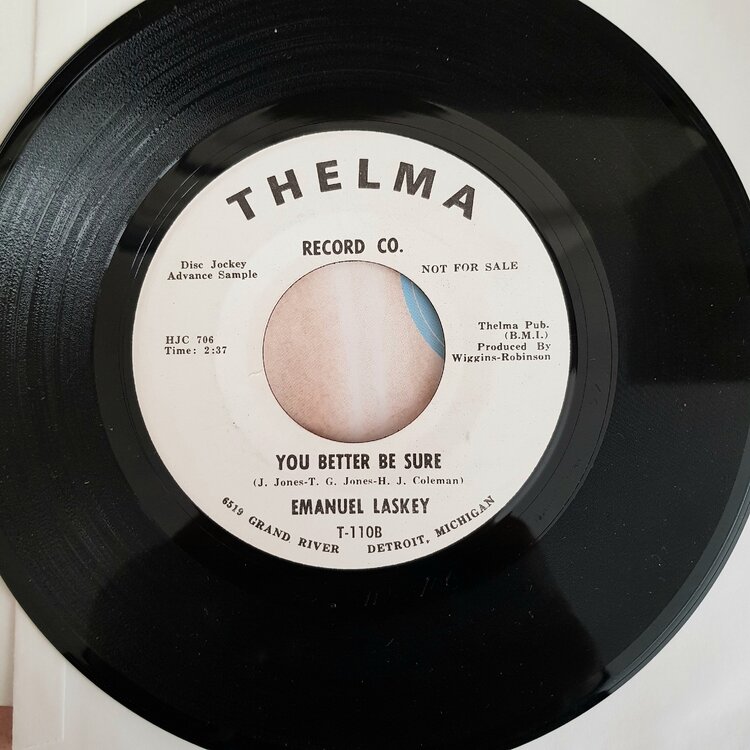 THELMA
RECORD CO.
Disc Jockey
Advance Sample
NOT FOR SALE
HJC 706
Time: 2:37
Thelma Pub.
(B.M.I.)
Produced By
Wiggins-Robinson
YOU BETTER BE SURE
(J. Jones-T. G. Jones-H. J. Coleman)
EMANUEL LASKEY
T-110B
6519 GRAND RIVER DETROIT, MICHIGAN